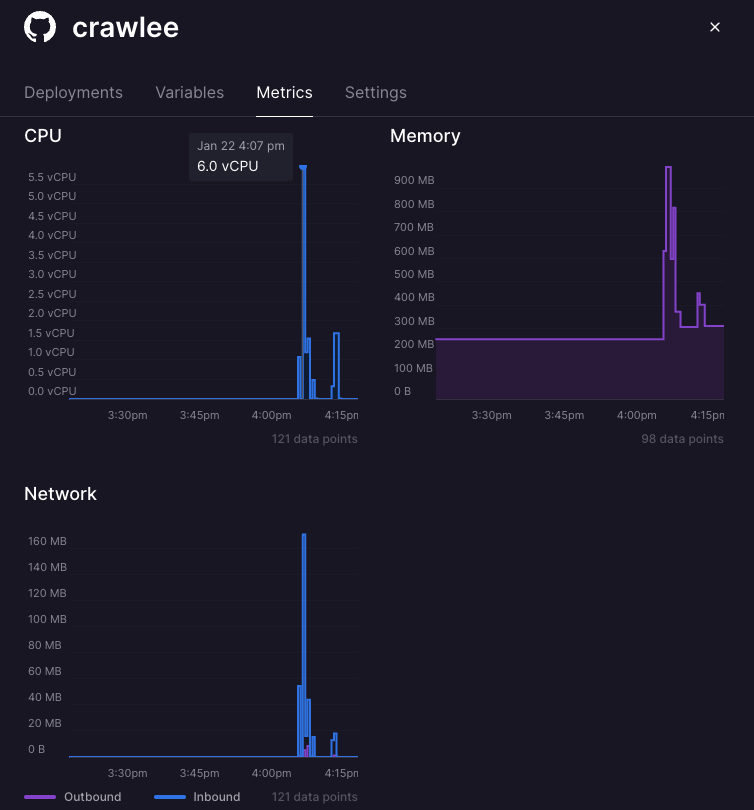 crawlee
×
Deployments Variables Metrics Settings
CPU
Jan 22 4:07 pm
6.0 vCPU
5.5 vCPU
5.0 vCPU
4.5 vCPU
4.0 vCPU
3.5 vCPU
3.0 vCPU
2.5 vCPU
2.0 vCPU
1.5 vCPU
1.0 vCPU
0.5 vCPU
0.0 vCPU
3:30pm 3:45pm 4:00pm 4:15pm
121 data points
Memory
900 MB
800 MB
700 MB
600 MB
500 MB
400 MB
300 MB
200 MB
100 MB
0 B
3:30pm 3:45pm 4:00pm 4:15pm
98 data points
Network
160 MB
140 MB
120 MB
100 MB
80 MB
60 MB
40 MB
20 MB
0 B
3:30pm 3:45pm 4:00pm 4:15pm
Outbound Inbound 121 data points